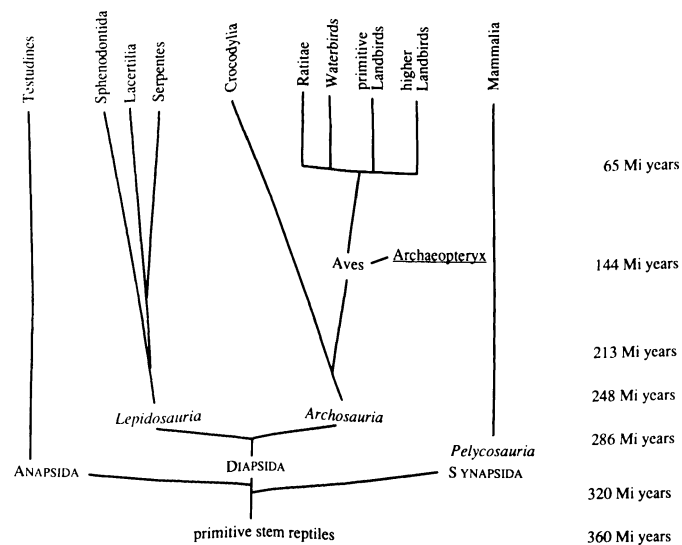 Testudines
Sphenodontida
Lacertilia
Serpentes
Crocodylia
Ratitae
Waterbirds
primitive
Landbirds
higher
Landbirds
Mammalia
65 Mi years
Aves
Archaeopteryx
144 Mi years
213 Mi years
248 Mi years
Lepidosauria
Archosauria
286 Mi years
Pelycosauria
ANAPSIDA
DIAPSIDA
SYNAPSIDA
320 Mi years
primitive stem reptiles
360 Mi years